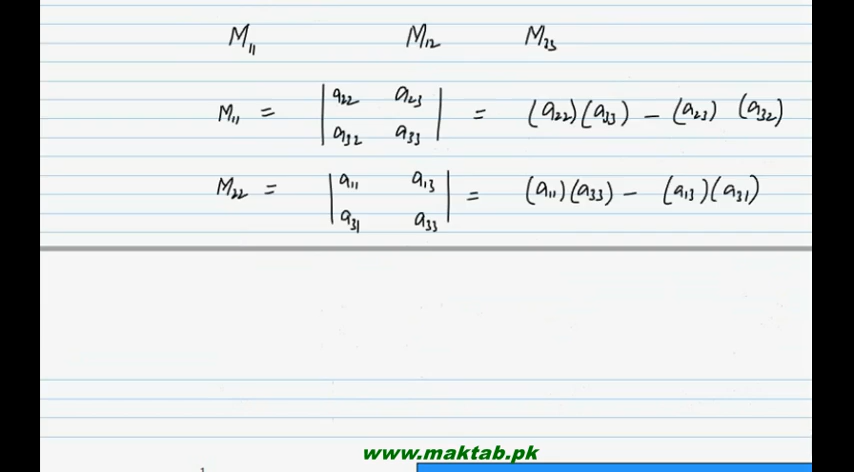 M₁₁ M₁₂ M₂₃
M₁₁ = | a₂₂ a₂₃ | = (a₂₂)(a₃₃) − (a₂₃) (a₃₂)
| a₃₂ a₃₃ |
M₂₂ = | a₁₁ a₁₃ | = (a₁₁)(a₃₃) − (a₁₃)(a₃₁)
| a₃₁ a₃₃ |
www.maktab.pk